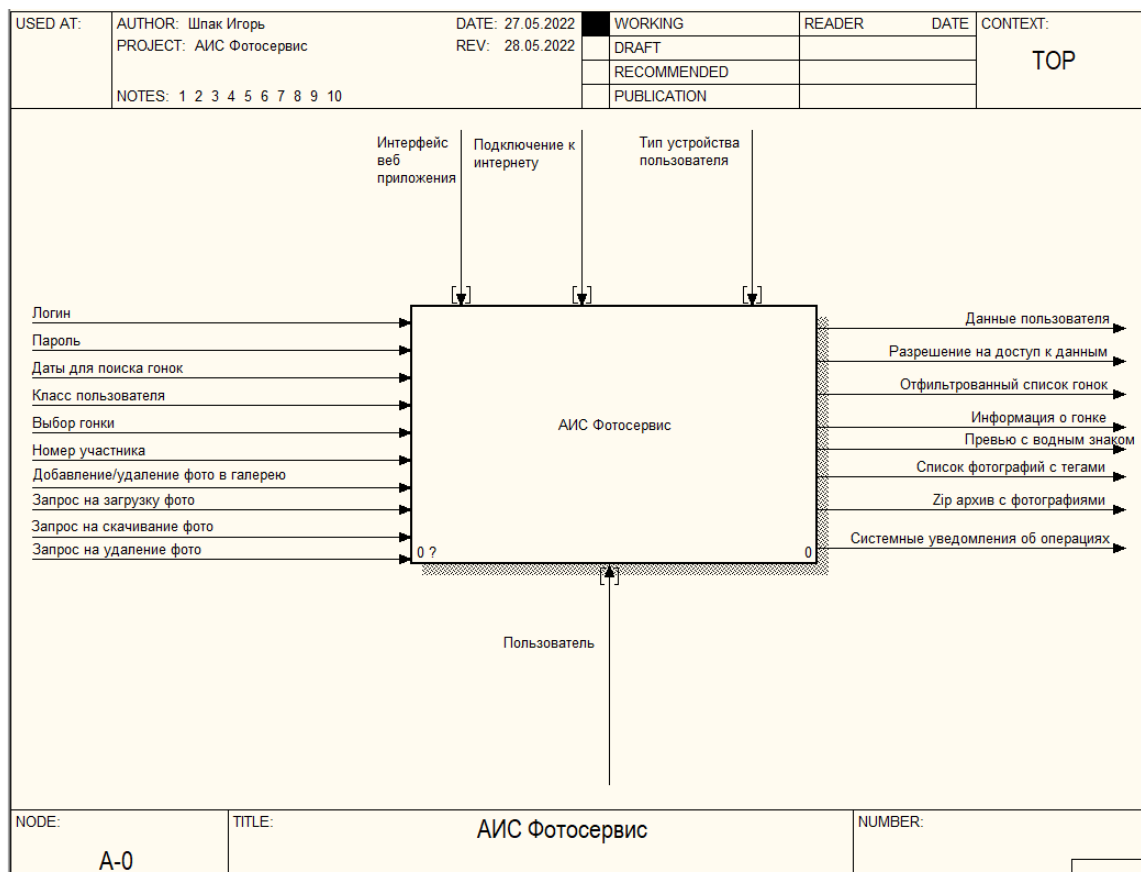 USED AT:
AUTHOR: Шпак Игорь
DATE: 27.05.2022
WORKING
READER
DATE
CONTEXT:
PROJECT: АИС Фотосервис
REV: 28.05.2022
DRAFT
TOP
RECOMMENDED
NOTES: 1 2 3 4 5 6 7 8 9 10
PUBLICATION
Интерфейс
веб
приложения
Подключение к
интернету
Тип устройства
пользователя
Логин
Пароль
Даты для поиска гонок
Класс пользователя
Выбор гонки
Номер участника
Добавление/удаление фото в галерею
Запрос на загрузку фото
Запрос на скачивание фото
Запрос на удаление фото
АИС Фотосервис
0 ?
0
Данные пользователя
Разрешение на доступ к данным
Отфильтрованный список гонок
Информация о гонке
Превью с водным знаком
Список фотографий с тегами
Zip архив с фотографиями
Системные уведомления об операциях
Пользователь
NODE:
TITLE:
АИС Фотосервис
NUMBER:
A-0